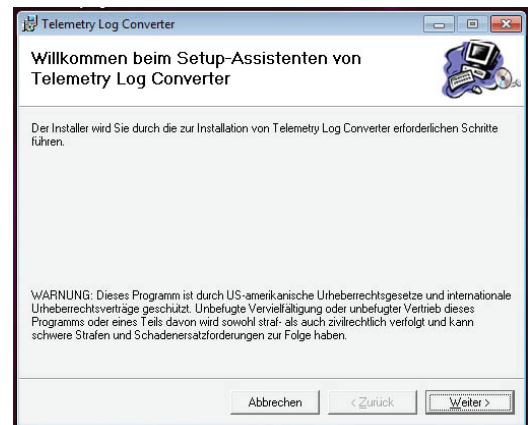 Telemetry Log Converter
Willkommen beim Setup-Assistenten von
Telemetry Log Converter
Der Installer wird Sie durch die zur Installation von Telemetry Log Converter erforderlichen Schritte
führen.
WARNUNG: Dieses Programm ist durch US-amerikanische Urheberrechtsgesetze und internationale
Urheberrechtsverträge geschützt. Unbefugte Vervielfältigung oder unbefugter Vertrieb dieses
Programms oder eines Teils davon wird sowohl straf- als auch zivilrechtlich verfolgt und kann
schwere Strafen und Schadenersatzforderungen zur Folge haben.
Abbrechen < Zurück Weiter >